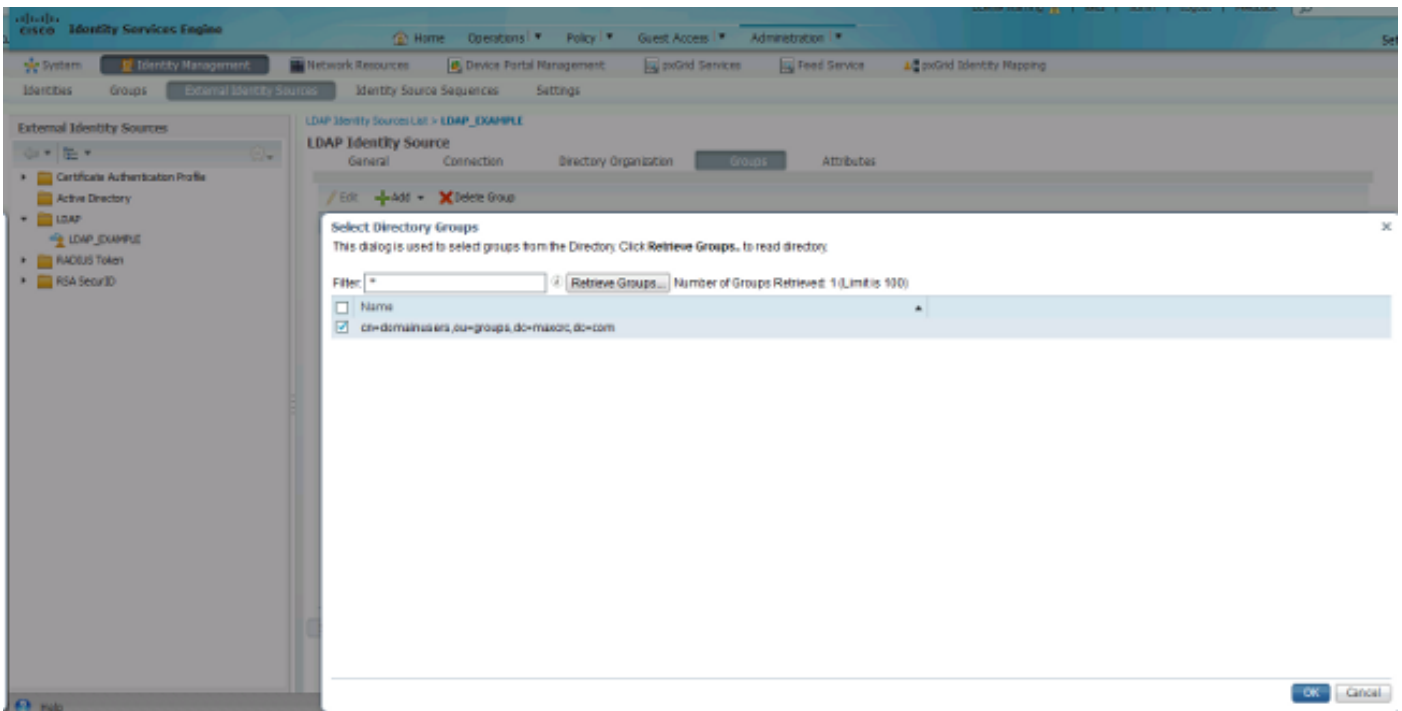 cisco Identity Services Engine
Home Operations Policy Guest Access Administration
System Identity Management Network Resources Device Portal Management pxGrid Services Feed Service pxGrid Identity Mapping
Identities Groups External Identity Sources Identity Source Sequences Settings
External Identity Sources
Certificate Authentication Profile
Active Directory
LDAP
LDAP_EXAMPLE
RADIUS Token
RSA SecurID
LDAP Identity Sources List > LDAP_EXAMPLE
LDAP Identity Source
General Connection Directory Organization Groups Attributes
Edit Add Delete Group
Select Directory Groups
This dialog is used to select groups from the Directory. Click Retrieve Groups.. to read directory.
Filter: * Retrieve Groups... Number of Groups Retrieved: 1 (Limit is 100)
Name
cn=domainusers,ou=groups,dc=maxcrc,dc=com
OK Cancel
Help